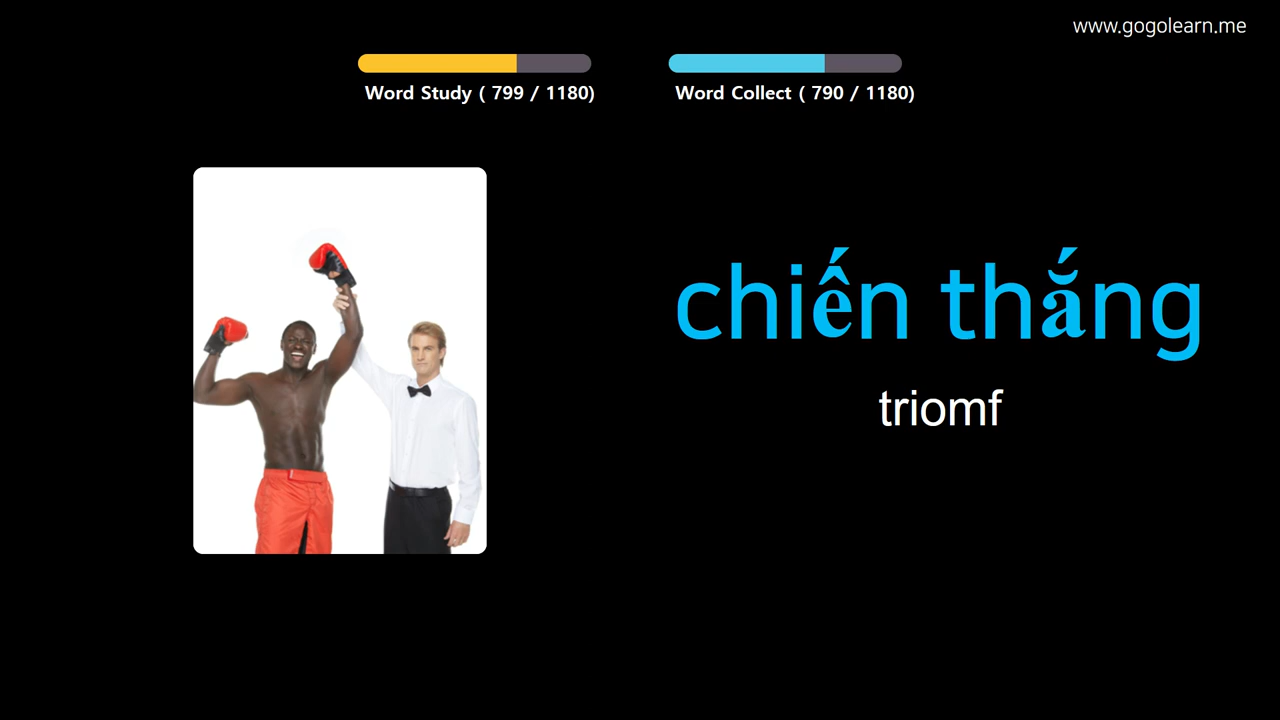 www.gogolearn.me
Word Study ( 799 / 1180)
Word Collect ( 790 / 1180)
chiến thắng
triomf